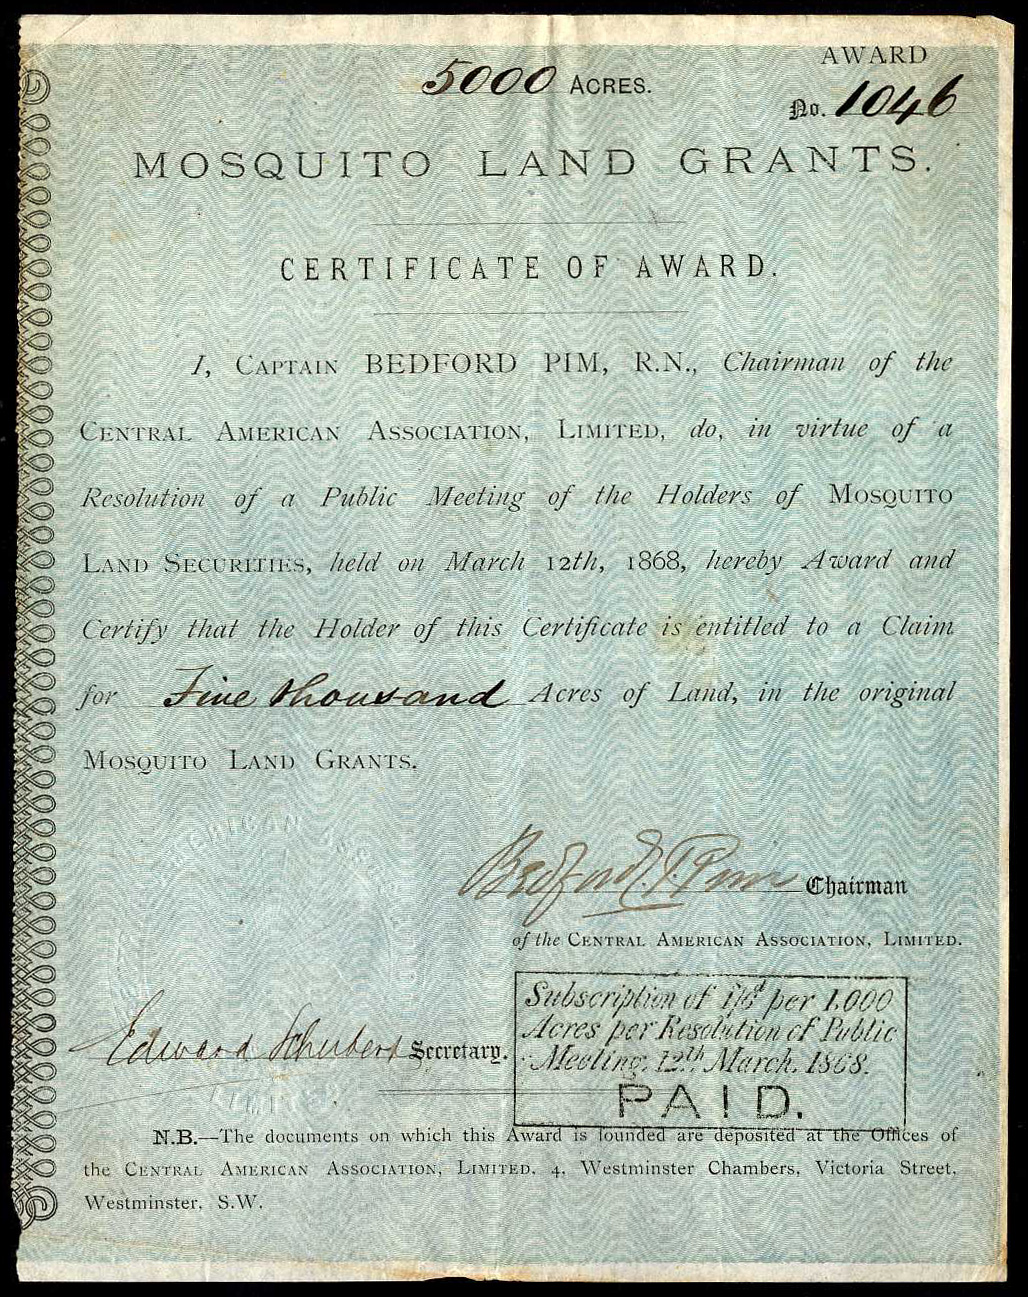 AWARD
5000 ACRES.
No. 1046
MOSQUITO LAND GRANTS.
CERTIFICATE OF AWARD.
I, CAPTAIN BEDFORD PIM, R.N., Chairman of the
CENTRAL AMERICAN ASSOCIATION, LIMITED, do, in virtue of a
Resolution of a Public Meeting of the Holders of MOSQUITO
LAND SECURITIES, held on March 12th, 1868, hereby Award and
Certify that the Holder of this Certificate is entitled to a Claim
for Five thousand Acres of Land, in the original
MOSQUITO LAND GRANTS.
Bedford Pim Chairman
of the CENTRAL AMERICAN ASSOCIATION, LIMITED.
Edward Schubert Secretary.
Subscription of per 1,000
Acres per Resolution of Public
Meeting, 12th March, 1868.
PAID.
N.B.—The documents on which this Award is founded are deposited at the Offices of
the CENTRAL AMERICAN ASSOCIATION, LIMITED, 4, Westminster Chambers, Victoria Street,
Westminster, S.W.